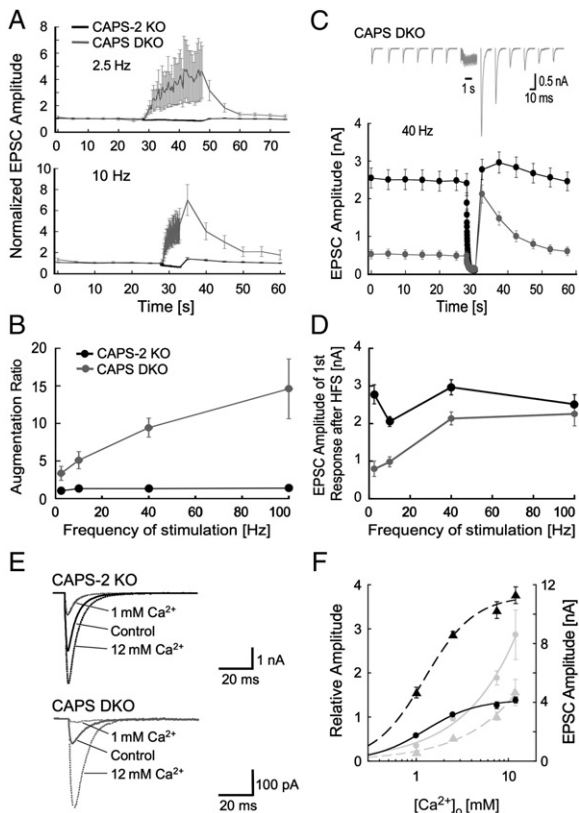 A
CAPS-2 KO
CAPS DKO
2.5 Hz
8
6
4
2
0
0 10 20 30 40 50 60 70
10 Hz
10
8
6
4
2
0
0 10 20 30 40 50 60
Normalized EPSC Amplitude
Time [s]
C
CAPS DKO
1 s
0.5 nA
10 ms
40 Hz
4
3
2
1
0
0 10 20 30 40 50 60
EPSC Amplitude [nA]
Time [s]
B
CAPS-2 KO
CAPS DKO
20
15
10
5
0
0 20 40 60 80 100
Augmentation Ratio
Frequency of stimulation [Hz]
D
4
3
2
1
0
0 20 40 60 80 100
EPSC Amplitude of 1st
Response after HFS [nA]
Frequency of stimulation [Hz]
E
CAPS-2 KO
1 mM Ca²⁺
Control
12 mM Ca²⁺
1 nA
20 ms
CAPS DKO
1 mM Ca²⁺
Control
12 mM Ca²⁺
100 pA
20 ms
F
4
3
2
1
0
12
8
4
0
1 10
Relative Amplitude
EPSC Amplitude [nA]
[Ca²⁺]₀ [mM]